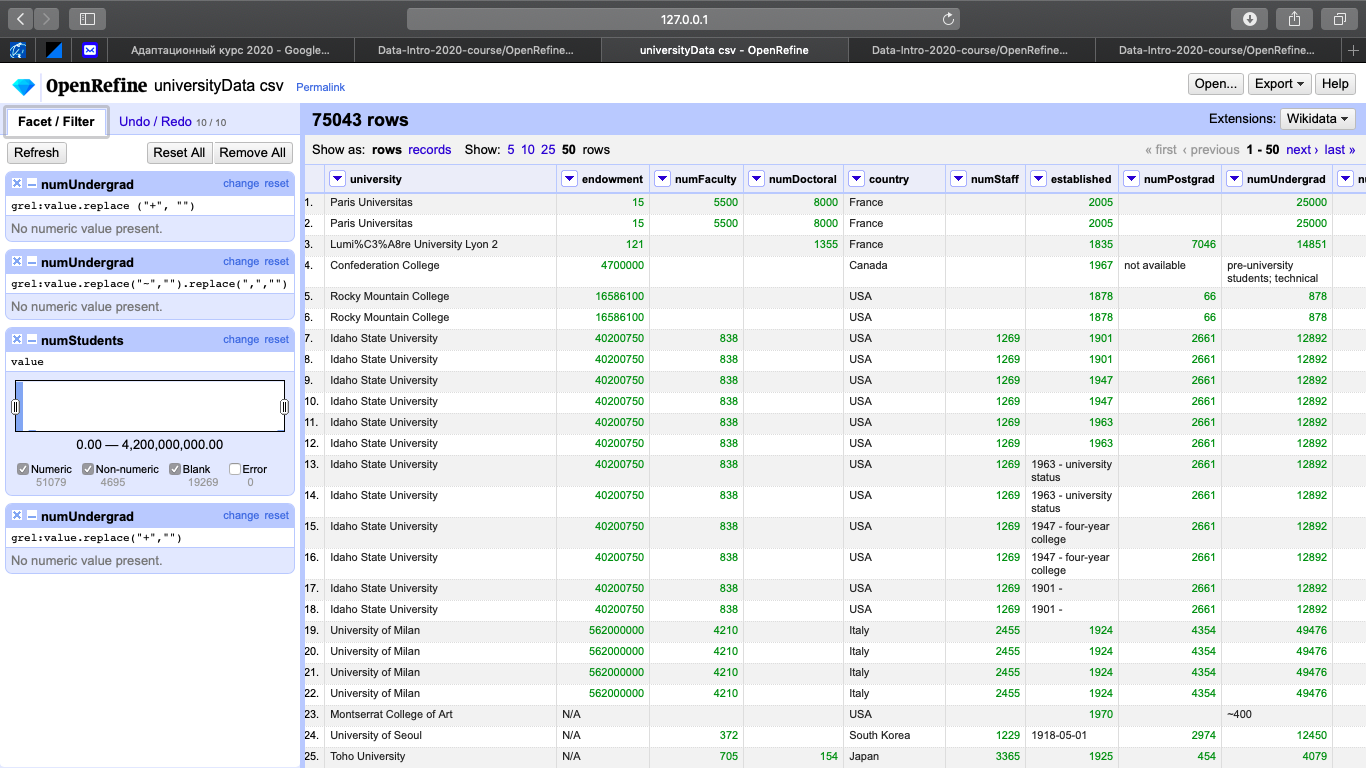 127.0.0.1
Адаптационный курс 2020 - Google...
Data-Intro-2020-course/OpenRefine...
universityData csv - OpenRefine
Data-Intro-2020-course/OpenRefine...
Data-Intro-2020-course/OpenRefine...
OpenRefine universityData csv Permalink
Open... Export Help
Facet / Filter Undo / Redo 10 / 10
Refresh Reset All Remove All
numUndergrad change reset
grel:value.replace ("+", "")
No numeric value present.
numUndergrad change reset
grel:value.replace("-","").replace(",","")
No numeric value present.
numStudents change reset
value
0.00 — 4,200,000,000.00
Numeric Non-numeric Blank Error
51079 4695 19269 0
numUndergrad change reset
grel:value.replace("+","")
No numeric value present.
75043 rows
Extensions: Wikidata
Show as: rows records Show: 5 10 25 50 rows
« first ‹ previous 1 - 50 next › last »
university endowment numFaculty numDoctoral country numStaff established numPostgrad numUndergrad nu
1. Paris Universitas 15 5500 8000 France 2005 25000
2. Paris Universitas 15 5500 8000 France 2005 25000
3. Lumi%C3%A8re University Lyon 2 121 1355 France 1835 7046 14851
4. Confederation College 4700000 Canada 1967 not available pre-university
students; technical
5. Rocky Mountain College 16586100 USA 1878 66 878
6. Rocky Mountain College 16586100 USA 1878 66 878
7. Idaho State University 40200750 838 USA 1269 1901 2661 12892
8. Idaho State University 40200750 838 USA 1269 1901 2661 12892
9. Idaho State University 40200750 838 USA 1269 1947 2661 12892
10. Idaho State University 40200750 838 USA 1269 1947 2661 12892
11. Idaho State University 40200750 838 USA 1269 1963 2661 12892
12. Idaho State University 40200750 838 USA 1269 1963 2661 12892
13. Idaho State University 40200750 838 USA 1269 1963 - university 2661 12892
status
14. Idaho State University 40200750 838 USA 1269 1963 - university 2661 12892
status
15. Idaho State University 40200750 838 USA 1269 1947 - four-year 2661 12892
college
16. Idaho State University 40200750 838 USA 1269 1947 - four-year 2661 12892
college
17. Idaho State University 40200750 838 USA 1269 1901 - 2661 12892
18. Idaho State University 40200750 838 USA 1269 1901 - 2661 12892
19. University of Milan 562000000 4210 Italy 2455 1924 4354 49476
20. University of Milan 562000000 4210 Italy 2455 1924 4354 49476
21. University of Milan 562000000 4210 Italy 2455 1924 4354 49476
22. University of Milan 562000000 4210 Italy 2455 1924 4354 49476
23. Montserrat College of Art N/A USA 1970 ~400
24. University of Seoul N/A 372 South Korea 1229 1918-05-01 2974 12450
25. Toho University N/A 705 154 Japan 3365 1925 454 4079